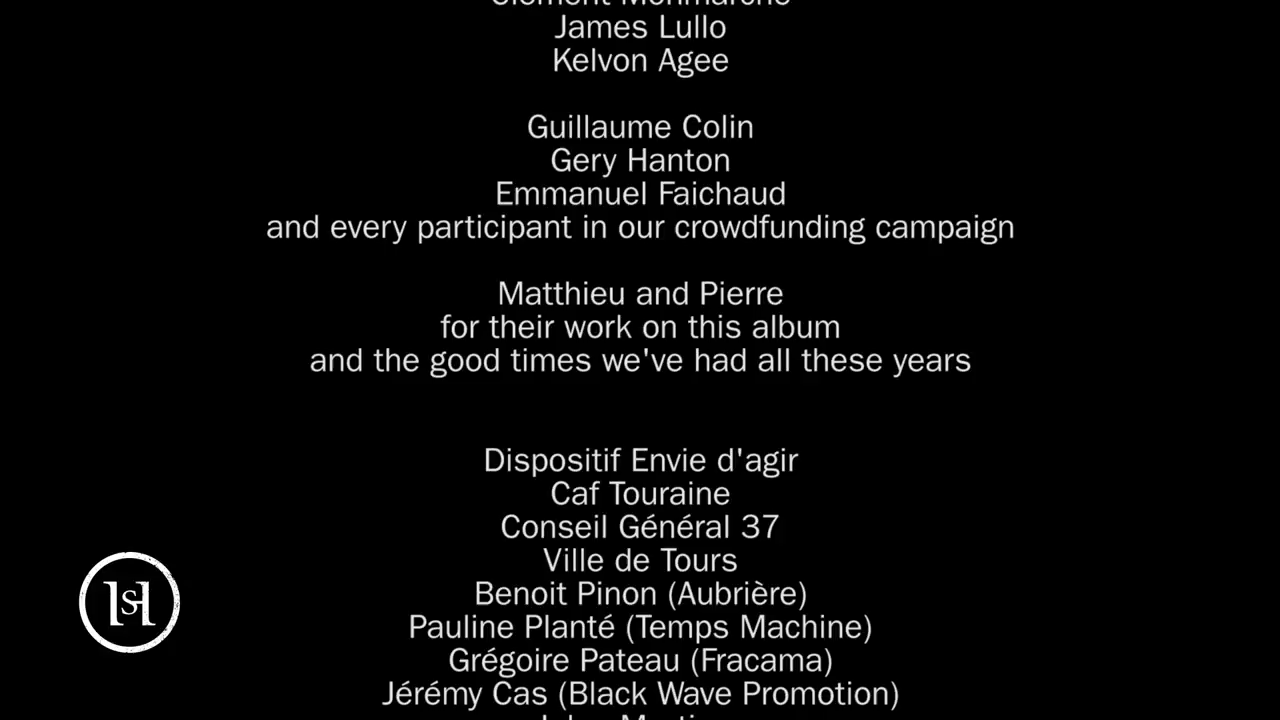 James Lullo
Kelvon Agee
Guillaume Colin
Gery Hanton
Emmanuel Faichaud
and every participant in our crowdfunding campaign
Matthieu and Pierre
for their work on this album
and the good times we've had all these years
Dispositif Envie d'agir
Caf Touraine
Conseil Général 37
Ville de Tours
Benoit Pinon (Aubrière)
Pauline Planté (Temps Machine)
Grégoire Pateau (Fracama)
Jérémy Cas (Black Wave Promotion)